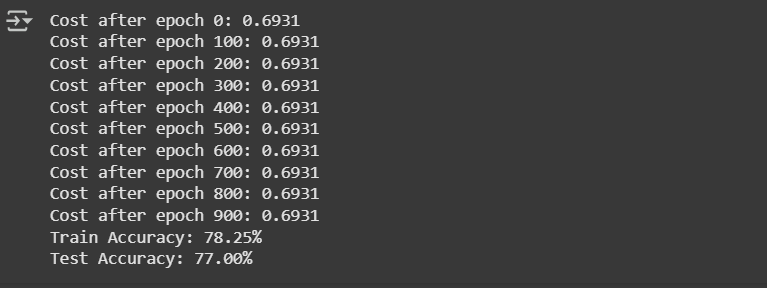 Cost after epoch 0: 0.6931
Cost after epoch 100: 0.6931
Cost after epoch 200: 0.6931
Cost after epoch 300: 0.6931
Cost after epoch 400: 0.6931
Cost after epoch 500: 0.6931
Cost after epoch 600: 0.6931
Cost after epoch 700: 0.6931
Cost after epoch 800: 0.6931
Cost after epoch 900: 0.6931
Train Accuracy: 78.25%
Test Accuracy: 77.00%